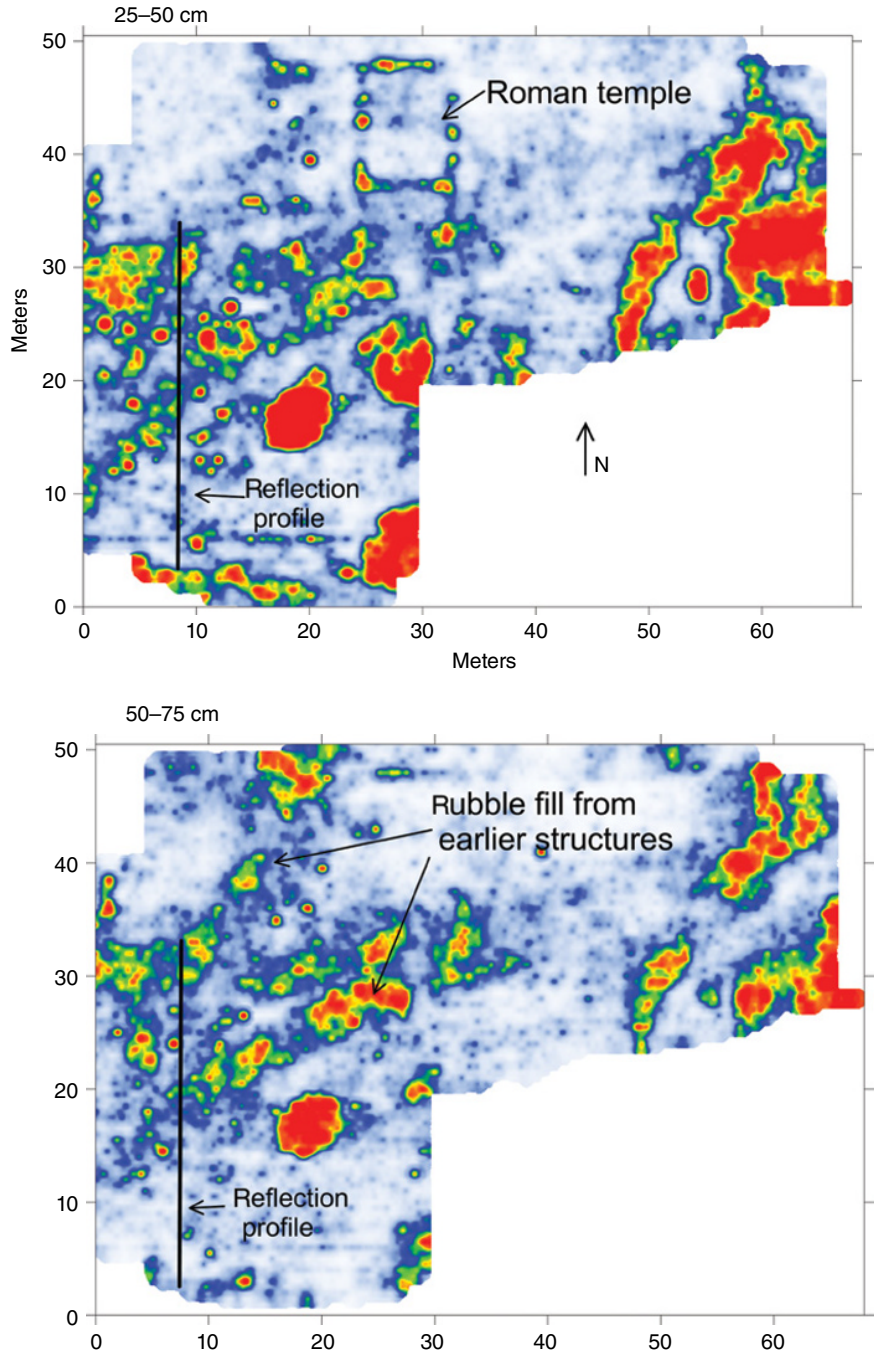 25–50 cm
50
40
30
20
10
0
Meters
Roman temple
Reflection
profile
N
0 10 20 30 40 50 60
Meters
50–75 cm
50
40
30
20
10
0
Rubble fill from
earlier structures
Reflection
profile
0 10 20 30 40 50 60